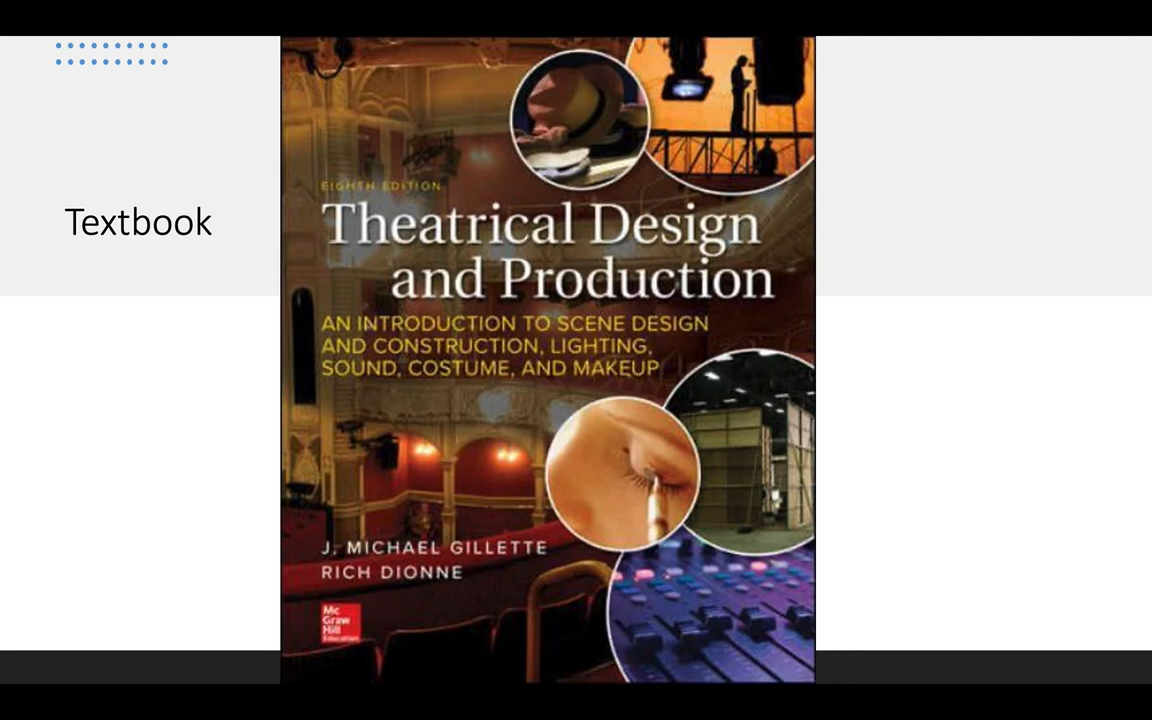 Textbook
EIGHTH EDITION
Theatrical Design
and Production
AN INTRODUCTION TO SCENE DESIGN
AND CONSTRUCTION, LIGHTING,
SOUND, COSTUME, AND MAKEUP
J. MICHAEL GILLETTE
RICH DIONNE
Mc
Graw
Hill
Education